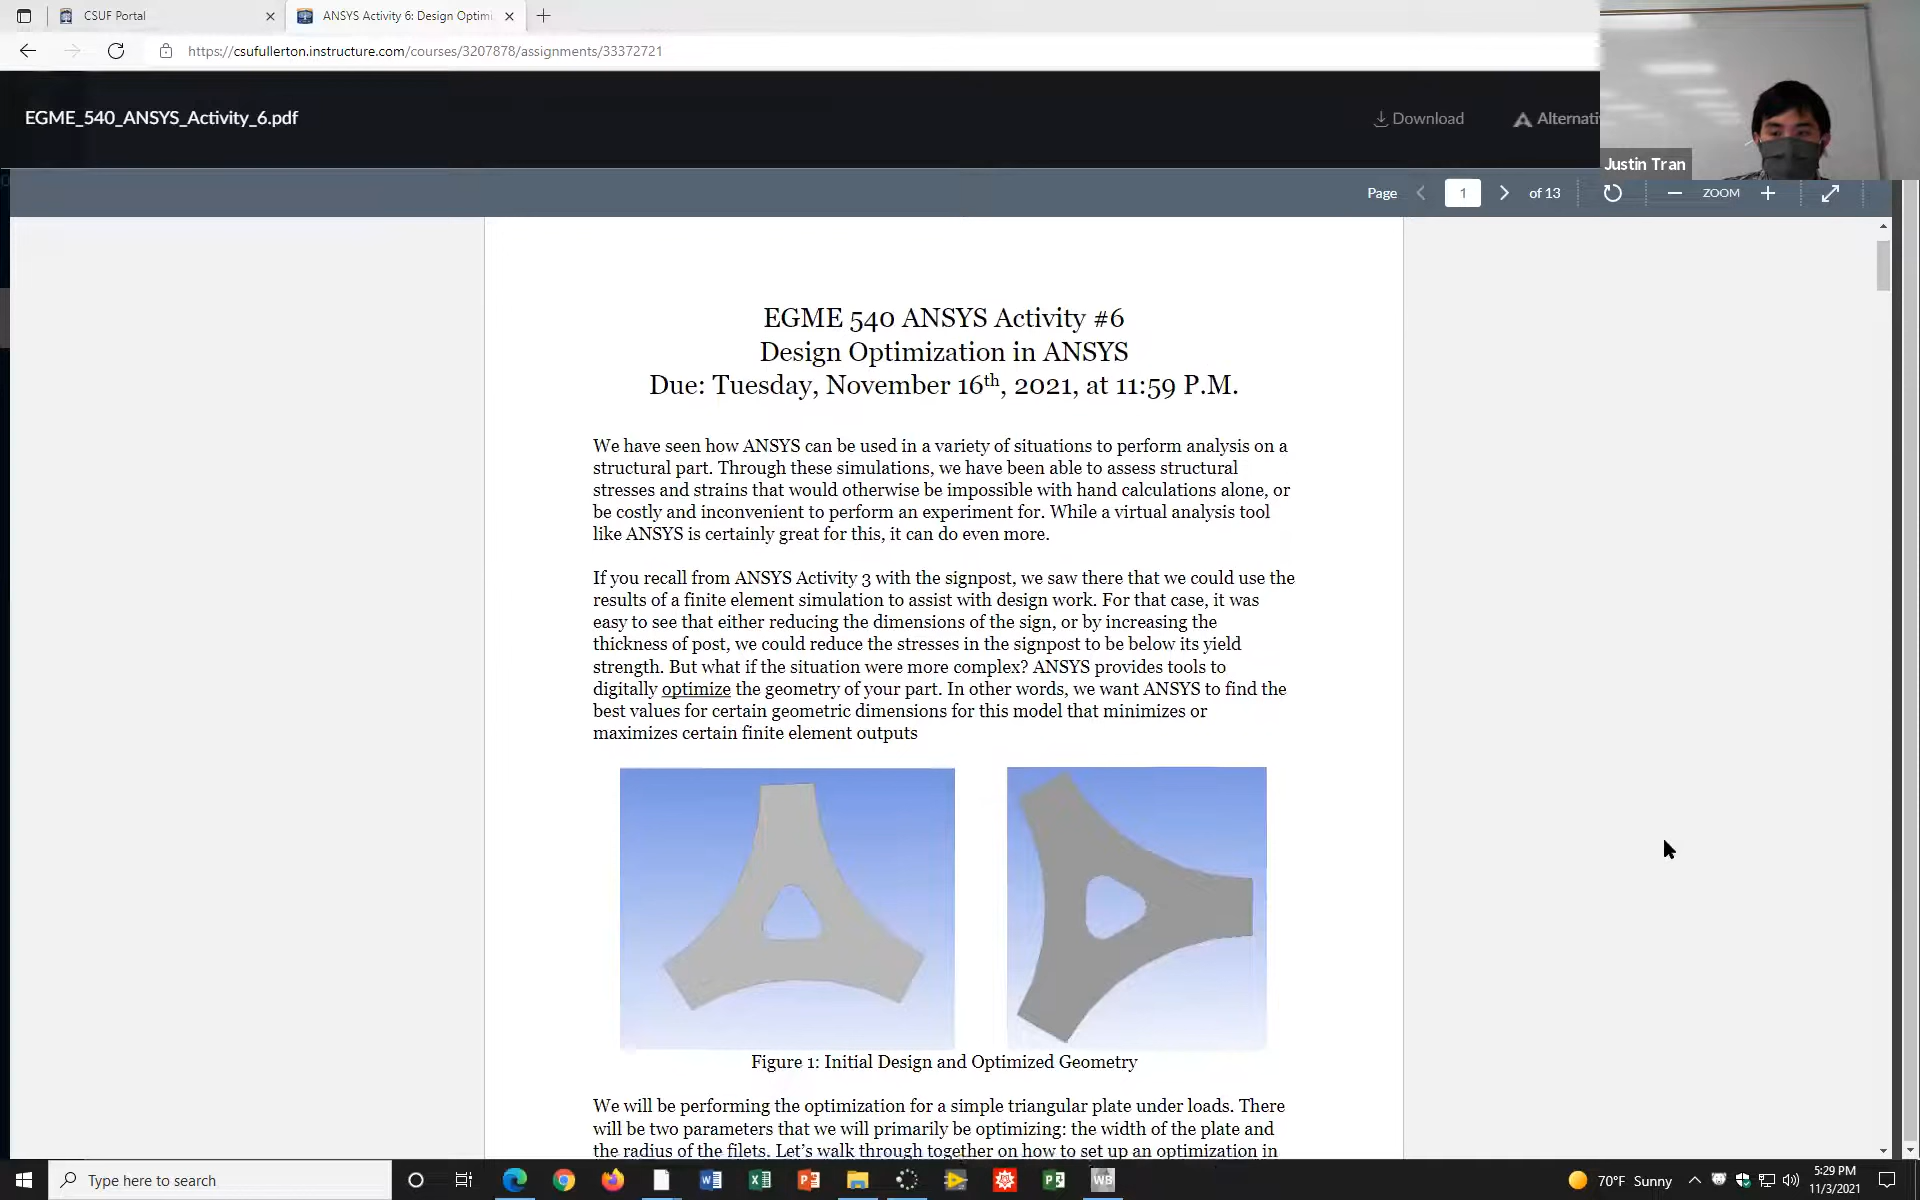 CSUF Portal
ANSYS Activity 6: Design Optimi
https://csufullerton.instructure.com/courses/3207878/assignments/33372721
EGME_540_ANSYS_Activity_6.pdf
Download
Alternati
Justin Tran
Page
1
of 13
ZOOM
EGME 540 ANSYS Activity #6
Design Optimization in ANSYS
Due: Tuesday, November 16th, 2021, at 11:59 P.M.
We have seen how ANSYS can be used in a variety of situations to perform analysis on a
structural part. Through these simulations, we have been able to assess structural
stresses and strains that would otherwise be impossible with hand calculations alone, or
be costly and inconvenient to perform an experiment for. While a virtual analysis tool
like ANSYS is certainly great for this, it can do even more.
If you recall from ANSYS Activity 3 with the signpost, we saw there that we could use the
results of a finite element simulation to assist with design work. For that case, it was
easy to see that either reducing the dimensions of the sign, or by increasing the
thickness of post, we could reduce the stresses in the signpost to be below its yield
strength. But what if the situation were more complex? ANSYS provides tools to
digitally optimize the geometry of your part. In other words, we want ANSYS to find the
best values for certain geometric dimensions for this model that minimizes or
maximizes certain finite element outputs
Figure 1: Initial Design and Optimized Geometry
We will be performing the optimization for a simple triangular plate under loads. There
will be two parameters that we will primarily be optimizing: the width of the plate and
the radius of the filets. Let's walk through together on how to set up an optimization in
Type here to search
WB
70°F Sunny
5:29 PM
11/3/2021